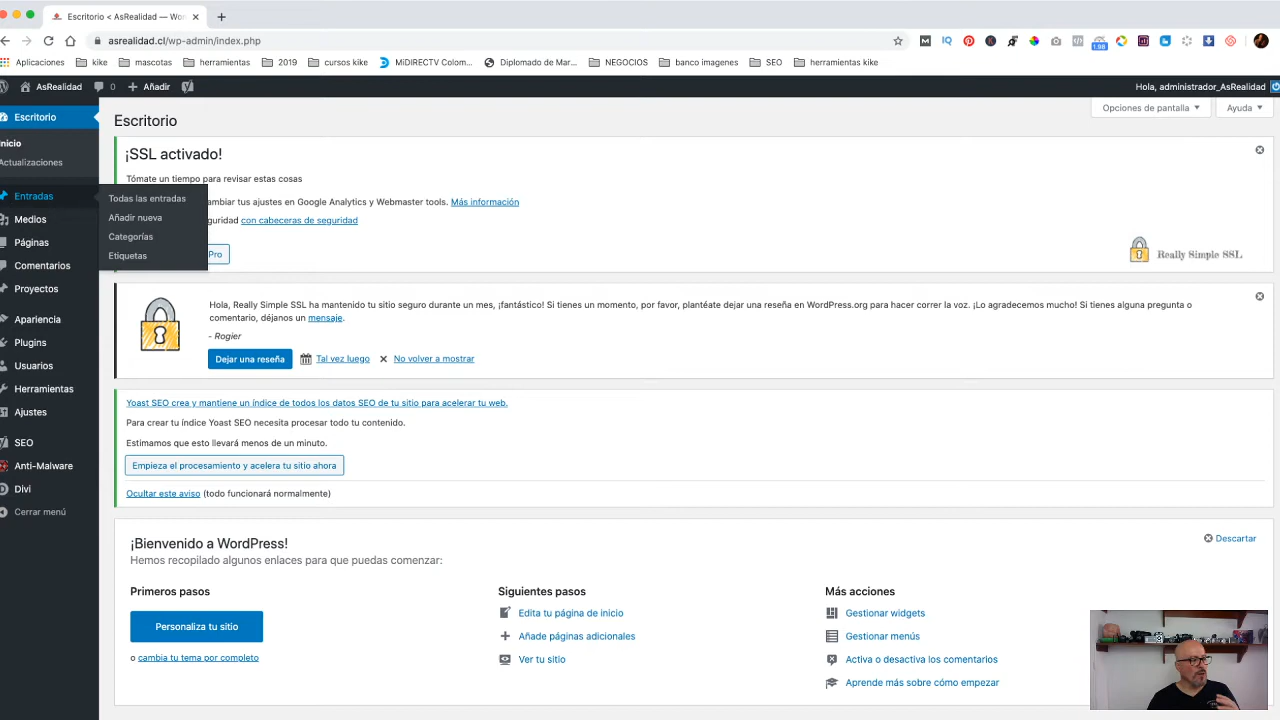 Escritorio < AsRealidad — Wo
asrealidad.cl/wp-admin/index.php
1.98
Aplicaciones kike mascotas herramientas 2019 cursos kike MiDIRECTV Colom... Diplomado de Mar... NEGOCIOS banco imagenes SEO herramientas kike
AsRealidad 0 Añadir Hola, administrador_AsRealidad
Escritorio
Inicio
Actualizaciones
Entradas
Todas las entradas
Añadir nueva
Categorías
Etiquetas
Medios
Páginas
Comentarios
Proyectos
Apariencia
Plugins
Usuarios
Herramientas
Ajustes
SEO
Anti-Malware
Divi
Cerrar menú
Opciones de pantalla Ayuda
Escritorio
¡SSL activado!
Tómate un tiempo para revisar estas cosas
ambiar tus ajustes en Google Analytics y Webmaster tools. Más información
guridad con cabeceras de seguridad
Pro
Really Simple SSL
Hola, Really Simple SSL ha mantenido tu sitio seguro durante un mes, ¡fantástico! Si tienes un momento, por favor, plantéate dejar una reseña en WordPress.org para hacer correr la voz. ¡Lo agradecemos mucho! Si tienes alguna pregunta o
comentario, déjanos un mensaje.
- Rogier
Dejar una reseña Tal vez luego No volver a mostrar
Yoast SEO crea y mantiene un índice de todos los datos SEO de tu sitio para acelerar tu web.
Para crear tu índice Yoast SEO necesita procesar todo tu contenido.
Estimamos que esto llevará menos de un minuto.
Empieza el procesamiento y acelera tu sitio ahora
Ocultar este aviso (todo funcionará normalmente)
¡Bienvenido a WordPress!
Descartar
Hemos recopilado algunos enlaces para que puedas comenzar:
Primeros pasos
Personaliza tu sitio
o cambia tu tema por completo
Siguientes pasos
Edita tu página de inicio
Añade páginas adicionales
Ver tu sitio
Más acciones
Gestionar widgets
Gestionar menús
Activa o desactiva los comentarios
Aprende más sobre cómo empezar